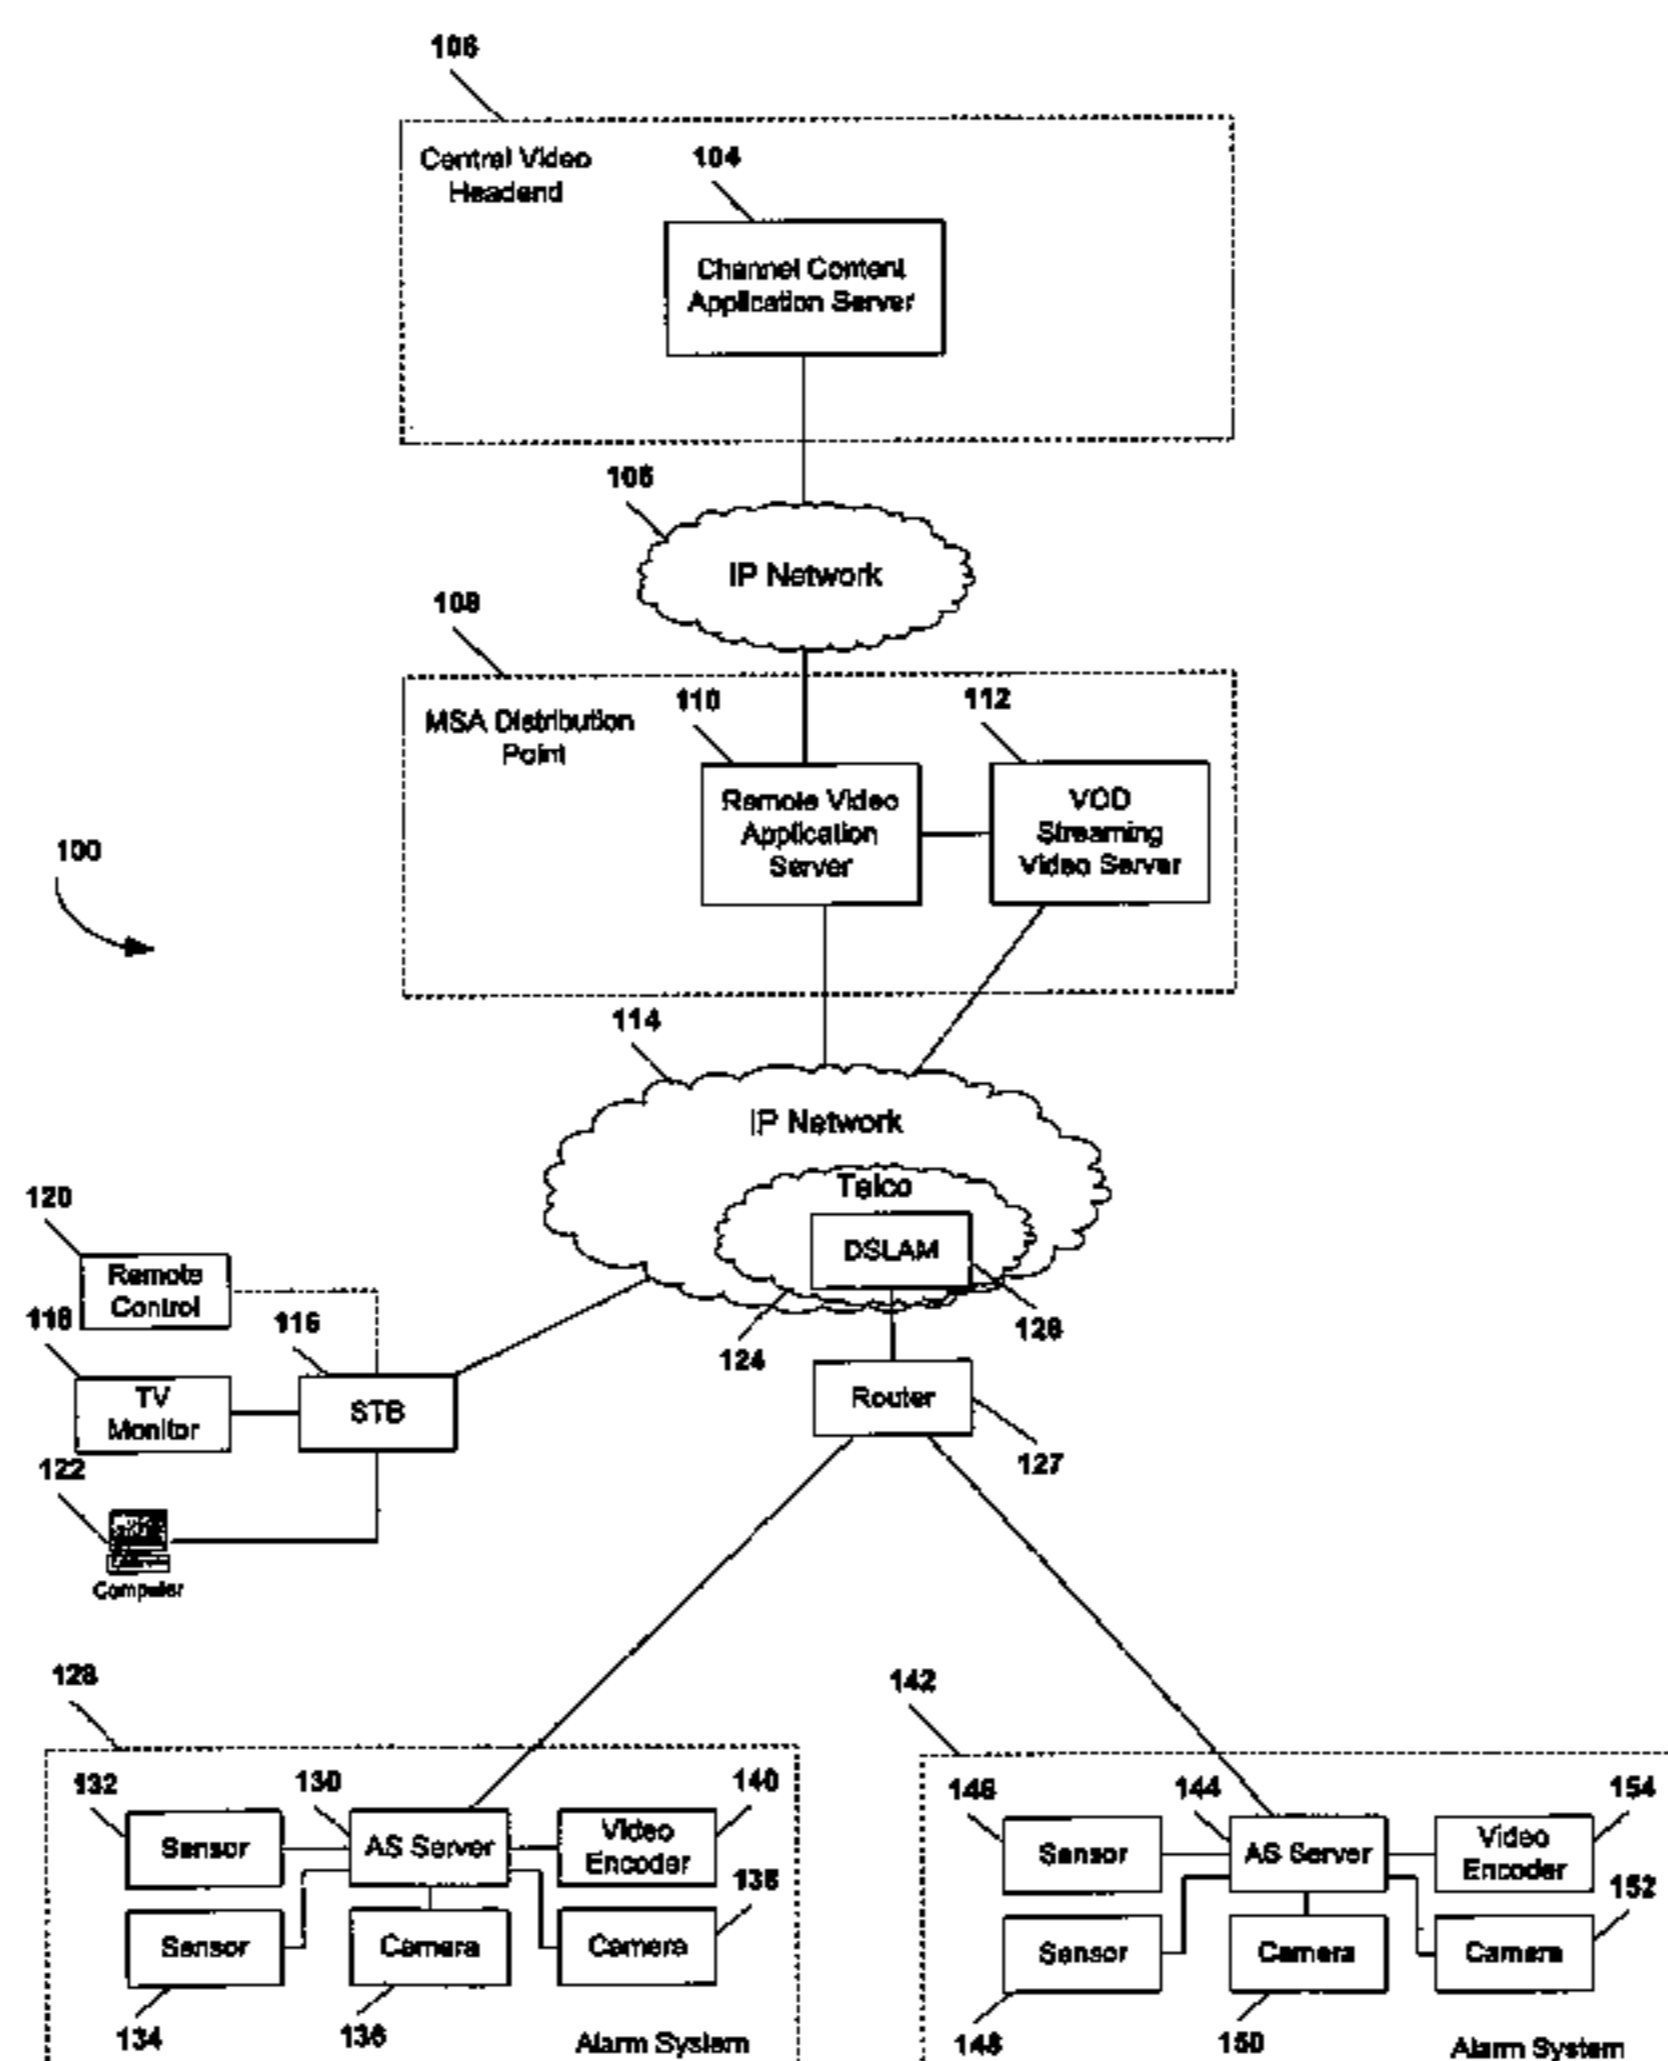 106
Central Video
Headend
104
Channel Content
Application Server
105
IP Network
108
MSA Distribution
Point
110
112
Remote Video
Application
Server
VOD
Streaming
Video Server
100
114
IP Network
Telco
DSLAM
126
124
120
Remote
Control
118
116
TV
Monitor
STB
122
Computer
Router
127
128
132
130
140
Sensor
AS Server
Video
Encoder
138
Sensor
Camera
Camera
134
136
Alarm System
142
146
144
154
Sensor
AS Server
Video
Encoder
152
Sensor
Camera
Camera
148
150
Alarm System